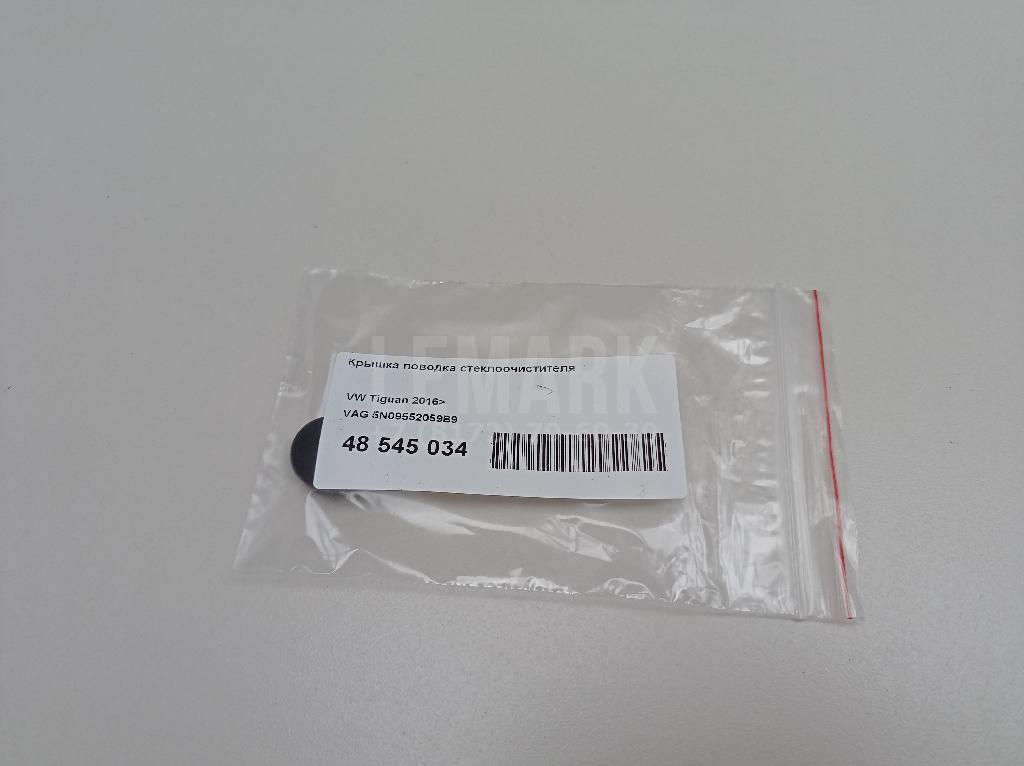 LEMARK
Крышка поводка стеклоочистителя
VW Tiguan 2016>
VAG 5N09552059B9
48 545 034